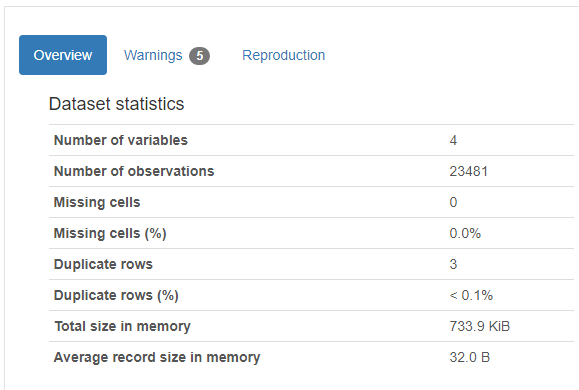 Overview Warnings 5 Reproduction
Dataset statistics
Number of variables 4
Number of observations 23481
Missing cells 0
Missing cells (%) 0.0%
Duplicate rows 3
Duplicate rows (%) < 0.1%
Total size in memory 733.9 KiB
Average record size in memory 32.0 B